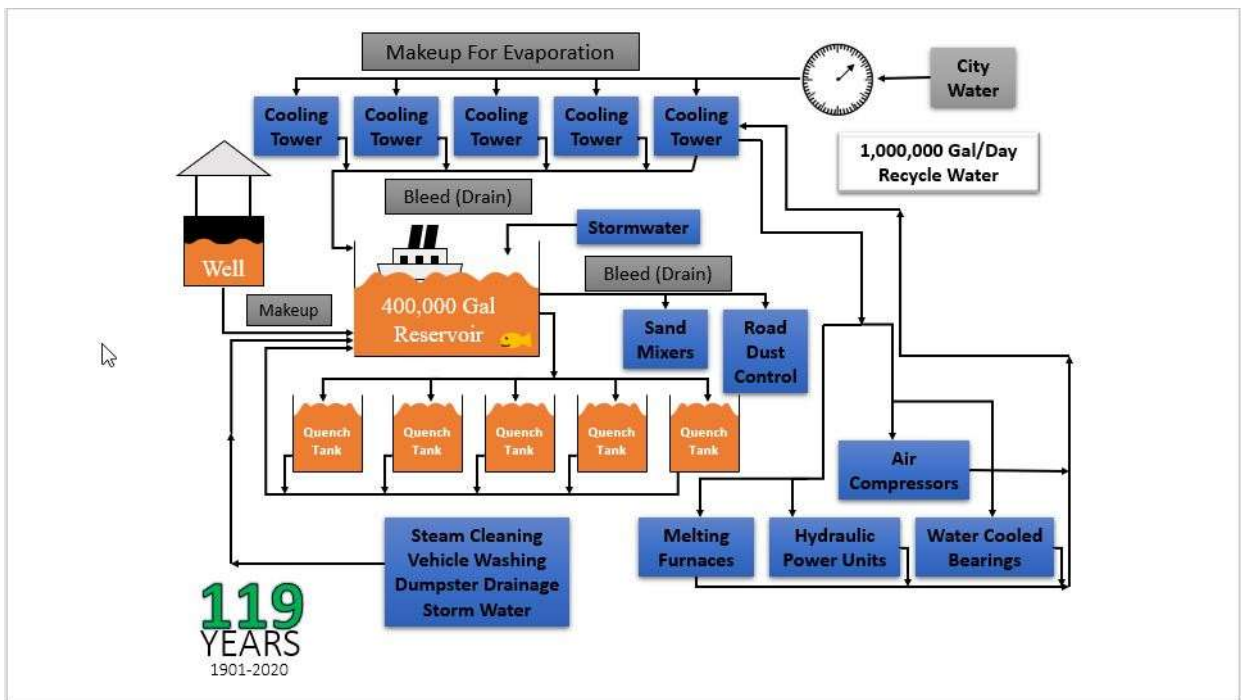 Makeup For Evaporation
City
Water
Cooling
Tower
Cooling
Tower
Cooling
Tower
Cooling
Tower
Cooling
Tower
1,000,000 Gal/Day
Recycle Water
Bleed (Drain)
Stormwater
Well
Bleed (Drain)
Makeup
400,000 Gal
Reservoir
Sand
Mixers
Road
Dust
Control
Quench
Tank
Quench
Tank
Quench
Tank
Quench
Tank
Quench
Tank
Air
Compressors
Steam Cleaning
Vehicle Washing
Dumpster Drainage
Storm Water
Melting
Furnaces
Hydraulic
Power Units
Water Cooled
Bearings
119
YEARS
1901-2020